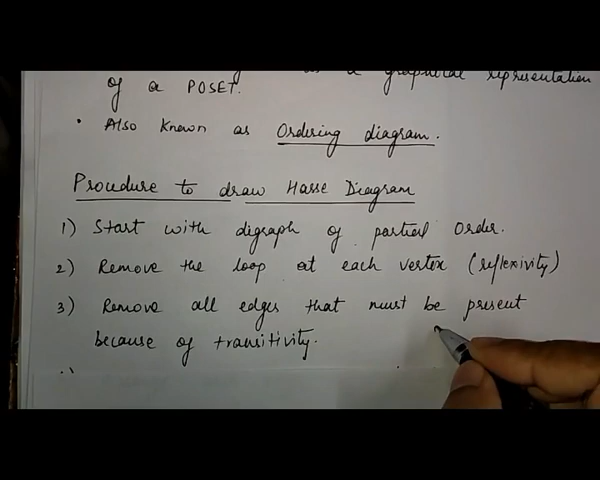 a graphical representation
of a POSET.
• Also Known as Ordering diagram.
Procedure to draw Hasse Diagram
1) Start with digraph of partial Order.
2) Remove the loop at each vertex (reflexivity)
3) Remove all edges that must be present
because of transitivity.